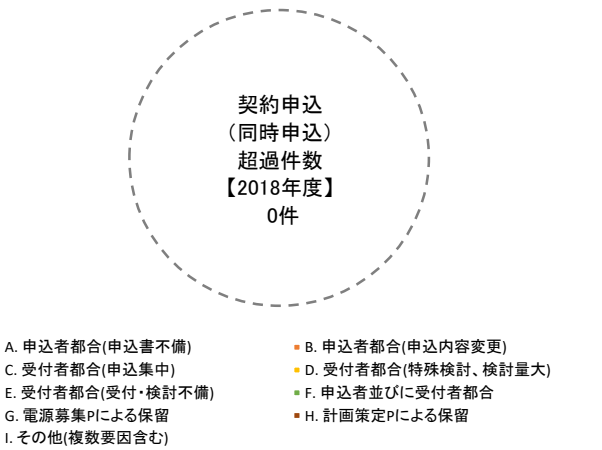 契約申込
（同時申込）
超過件数
【2018年度】
0件
A. 申込者都合(申込書不備)
B. 申込者都合(申込内容変更)
C. 受付者都合(申込集中)
D. 受付者都合(特殊検討、検討量大)
E. 受付者都合(受付・検討不備)
F. 申込者並びに受付者都合
G. 電源募集Pによる保留
H. 計画策定Pによる保留
I. その他(複数要因含む)